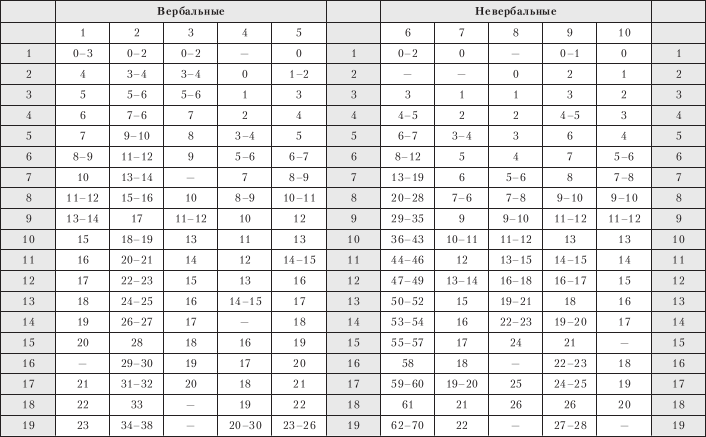 Вербальные Невербальные
1 2 3 4 5 6 7 8 9 10
1 0–3 0–2 0–2 — 0 1 0–2 0 — 0–1 0 1
2 4 3–4 3–4 0 1–2 2 — — 0 2 1 2
3 5 5–6 5–6 1 3 3 3 1 1 3 2 3
4 6 7–6 7 2 4 4 4–5 2 2 4–5 3 4
5 7 9–10 8 3–4 5 5 6–7 3–4 3 6 4 5
6 8–9 11–12 9 5–6 6–7 6 8–12 5 4 7 5–6 6
7 10 13–14 — 7 8–9 7 13–19 6 5–6 8 7–8 7
8 11–12 15–16 10 8–9 10–11 8 20–28 7–6 7–8 9–10 9–10 8
9 13–14 17 11–12 10 12 9 29–35 9 9–10 11–12 11–12 9
10 15 18–19 13 11 13 10 36–43 10–11 11–12 13 13 10
11 16 20–21 14 12 14–15 11 44–46 12 13–15 14–15 14 11
12 17 22–23 15 13 16 12 47–49 13–14 16–18 16–17 15 12
13 18 24–25 16 14–15 17 13 50–52 15 19–21 18 16 13
14 19 26–27 17 — 18 14 53–54 16 22–23 19–20 17 14
15 20 28 18 16 19 15 55–57 17 24 21 — 15
16 — 29–30 19 17 20 16 58 18 — 22–23 18 16
17 21 31–32 20 18 21 17 59–60 19–20 25 24–25 19 17
18 22 33 — 19 22 18 61 21 26 26 20 18
19 23 34–38 — 20–30 23–26 19 62–70 22 — 27–28 — 19